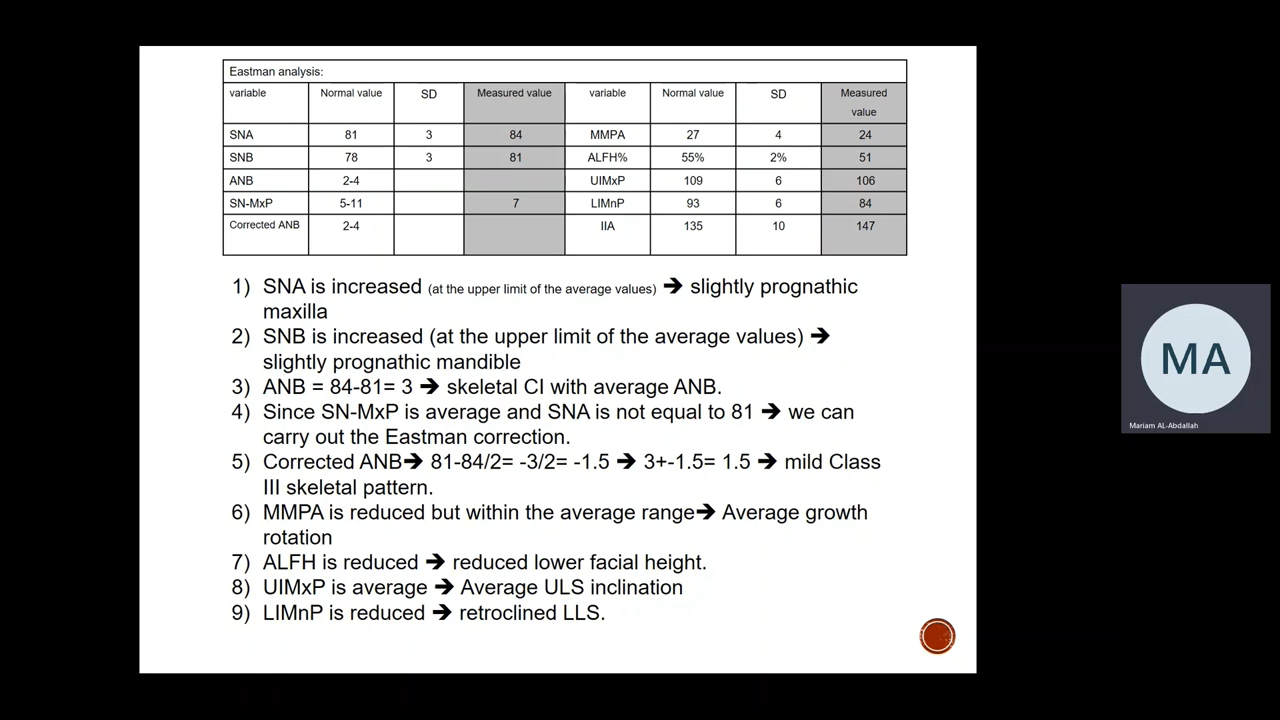 Eastman analysis:
variable Normal value SD Measured value variable Normal value SD Measured value
SNA 81 3 84 MMPA 27 4 24
SNB 78 3 81 ALFH% 55% 2% 51
ANB 2-4 UIMxP 109 6 106
SN-MxP 5-11 7 LIMnP 93 6 84
Corrected ANB 2-4 IIA 135 10 147
1) SNA is increased (at the upper limit of the average values) ➔ slightly prognathic
maxilla
2) SNB is increased (at the upper limit of the average values) ➔
slightly prognathic mandible
3) ANB = 84-81= 3 ➔ skeletal CI with average ANB.
4) Since SN-MxP is average and SNA is not equal to 81 ➔ we can
carry out the Eastman correction.
5) Corrected ANB➔ 81-84/2= -3/2= -1.5 ➔ 3+-1.5= 1.5 ➔ mild Class
III skeletal pattern.
6) MMPA is reduced but within the average range➔ Average growth
rotation
7) ALFH is reduced ➔ reduced lower facial height.
8) UIMxP is average ➔ Average ULS inclination
9) LIMnP is reduced ➔ retroclined LLS.
MA
Mariam AL-Abdallah